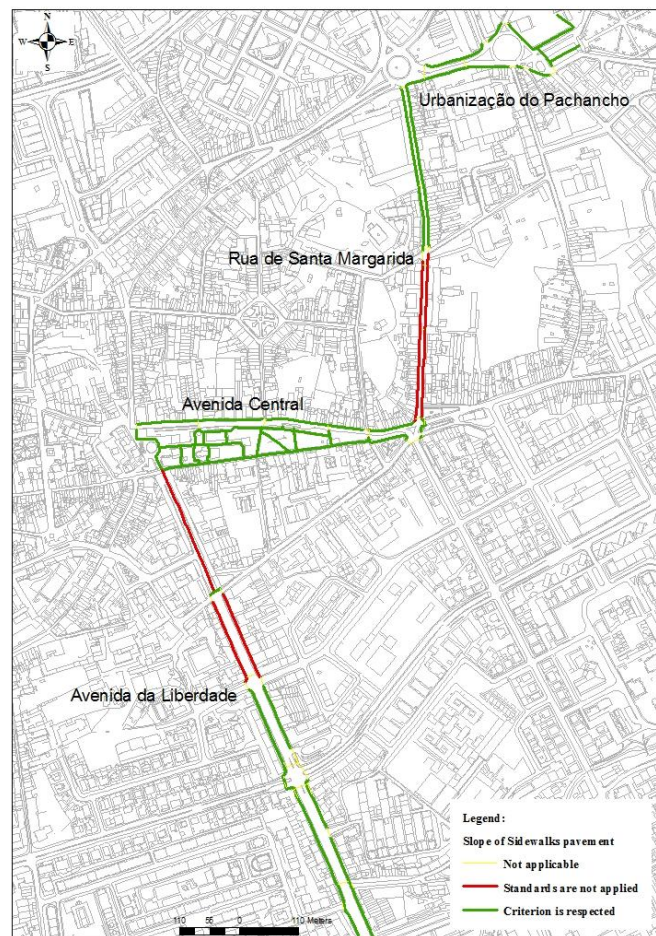 N
W E
S
Urbanização do Pachancho
Rua de Santa Margarida
Avenida Central
Avenida da Liberdade
Legend:
Slope of Sidewalks pavement
Not applicable
Standards are not applied
Criterion is respected
110 55 0 110 Meters